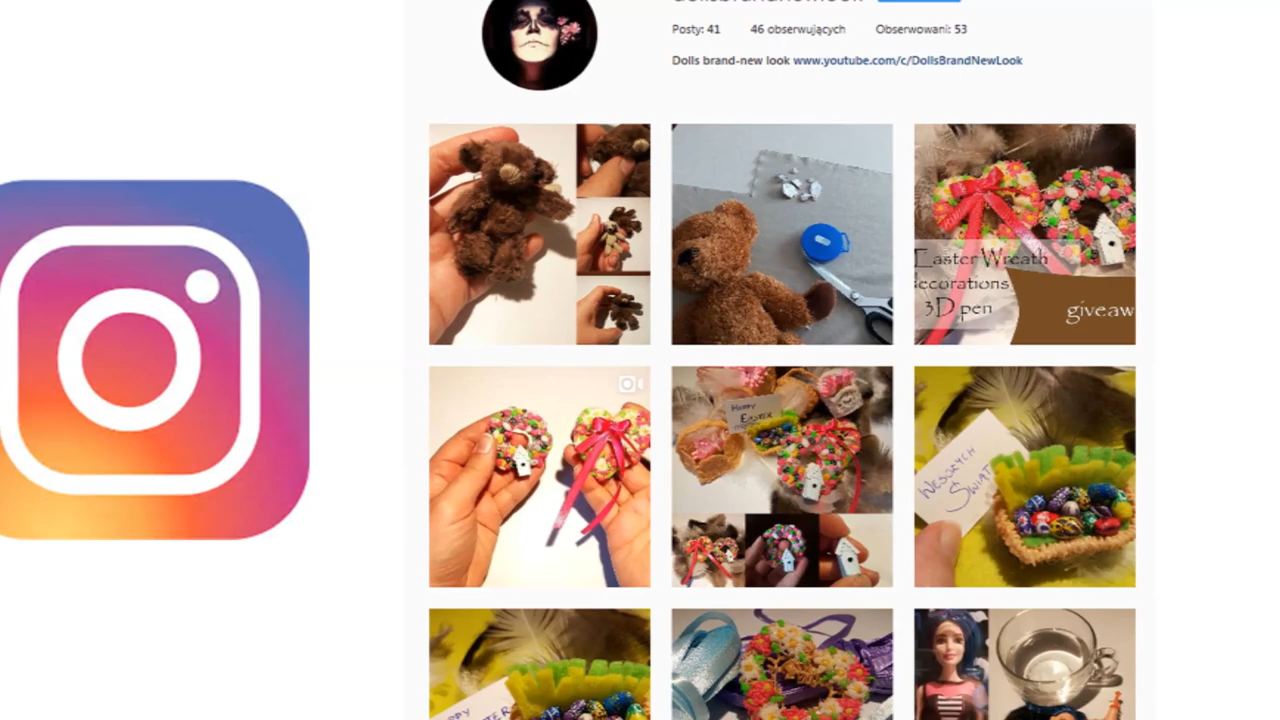 Posty: 41 46 obserwujących Obserwowani: 53
Dolls brand-new look www.youtube.com/c/DollsBrandNewLook
Easter Wreath
decorations
3D pen
giveaw
Happy
Easter
WESOŁYCH
ŚWIĄT